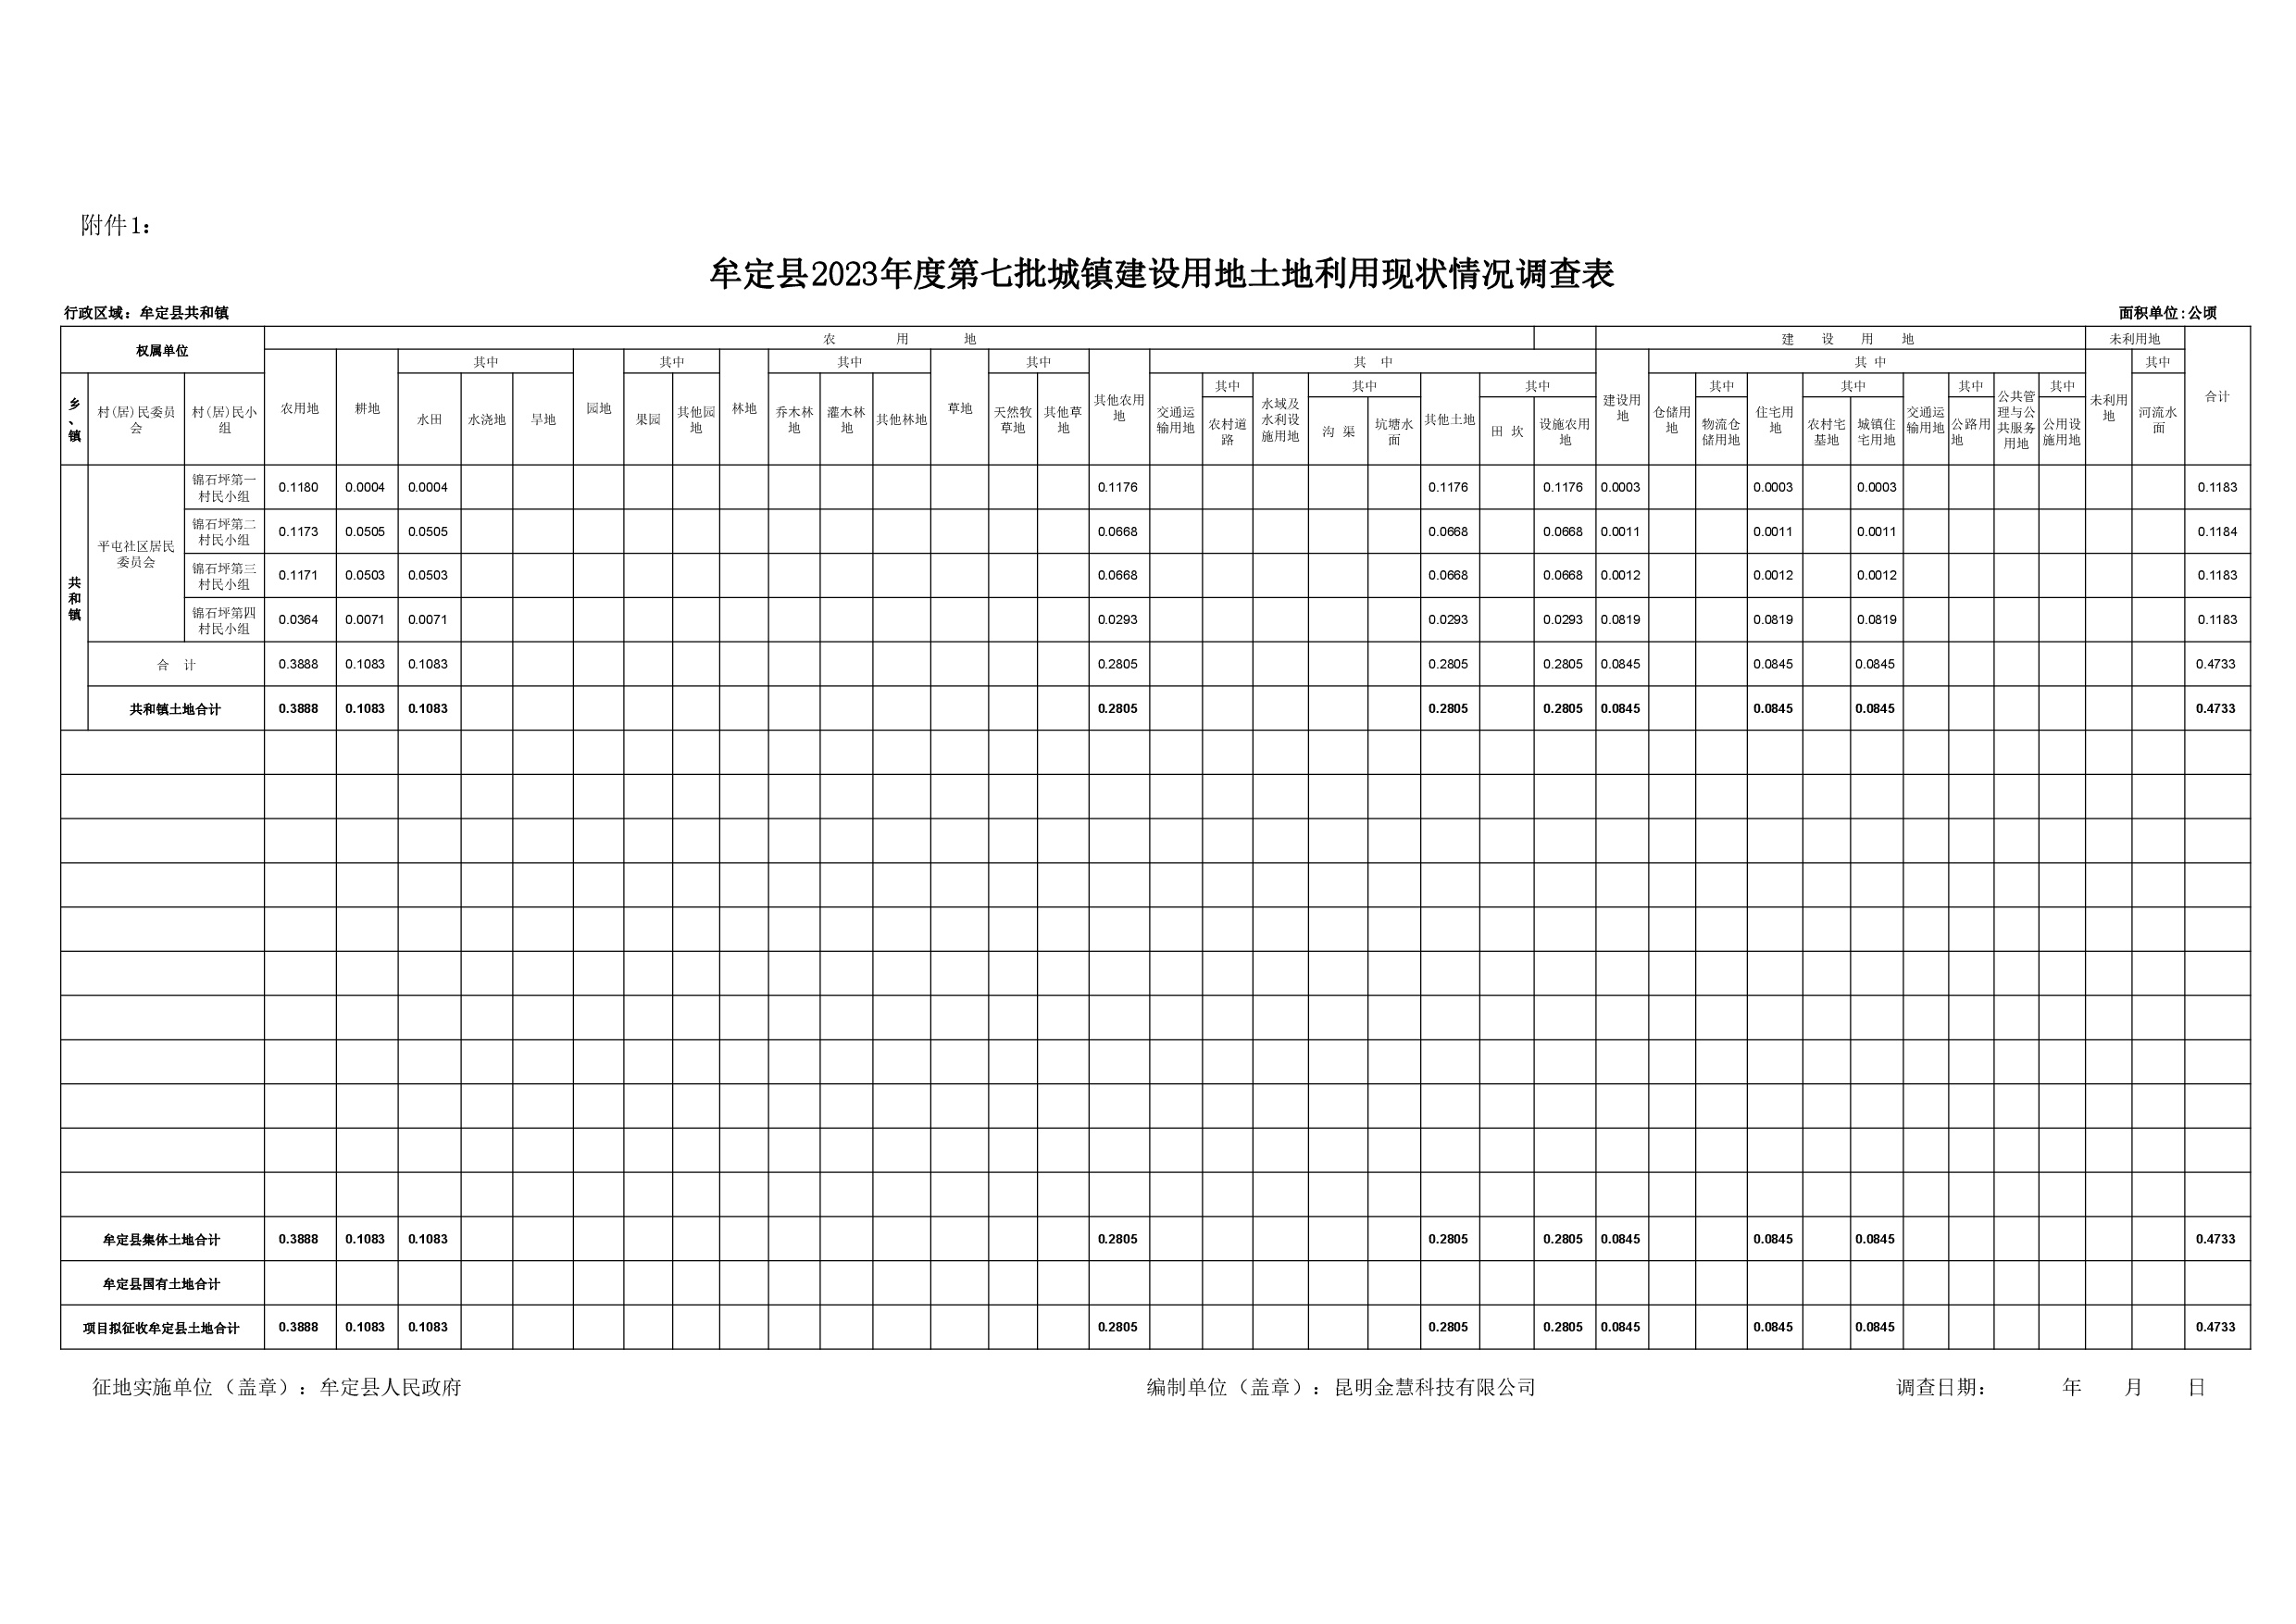 附件1：
牟定县2023年度第七批城镇建设用地土地利用现状情况调查表
行政区域：牟定县共和镇 面积单位:公顷
权属单位 农 用 地 建 设 用 地 未利用地 合计
乡、镇 村(居)民委员会 村(居)民小组 农用地 耕地 其中 园地 其中 林地 其中 草地 其中 其他农用地 其 中 建设用地 其 中 未利用地 其中
水田 水浇地 旱地 果园 其他园地 乔木林地 灌木林地 其他林地 天然牧草地 其他草地 交通运输用地 其中 水域及水利设施用地 其中 其他土地 其中 仓储用地 其中 住宅用地 其中 交通运输用地 其中 公共管理与公共服务用地 其中 河流水面
农村道路 沟 渠 坑塘水面 田 坎 设施农用地 物流仓储用地 农村宅基地 城镇住宅用地 公路用地 公用设施用地
共和镇 平屯社区居民委员会 锦石坪第一村民小组 0.1180 0.0004 0.0004 0.1176 0.1176 0.1176 0.0003 0.0003 0.0003 0.1183
锦石坪第二村民小组 0.1173 0.0505 0.0505 0.0668 0.0668 0.0668 0.0011 0.0011 0.0011 0.1184
锦石坪第三村民小组 0.1171 0.0503 0.0503 0.0668 0.0668 0.0668 0.0012 0.0012 0.0012 0.1183
锦石坪第四村民小组 0.0364 0.0071 0.0071 0.0293 0.0293 0.0293 0.0819 0.0819 0.0819 0.1183
合 计 0.3888 0.1083 0.1083 0.2805 0.2805 0.2805 0.0845 0.0845 0.0845 0.4733
共和镇土地合计 0.3888 0.1083 0.1083 0.2805 0.2805 0.2805 0.0845 0.0845 0.0845 0.4733
牟定县集体土地合计 0.3888 0.1083 0.1083 0.2805 0.2805 0.2805 0.0845 0.0845 0.0845 0.4733
牟定县国有土地合计
项目拟征收牟定县土地合计 0.3888 0.1083 0.1083 0.2805 0.2805 0.2805 0.0845 0.0845 0.0845 0.4733
征地实施单位（盖章）：牟定县人民政府 编制单位（盖章）：昆明金慧科技有限公司 调查日期： 年 月 日